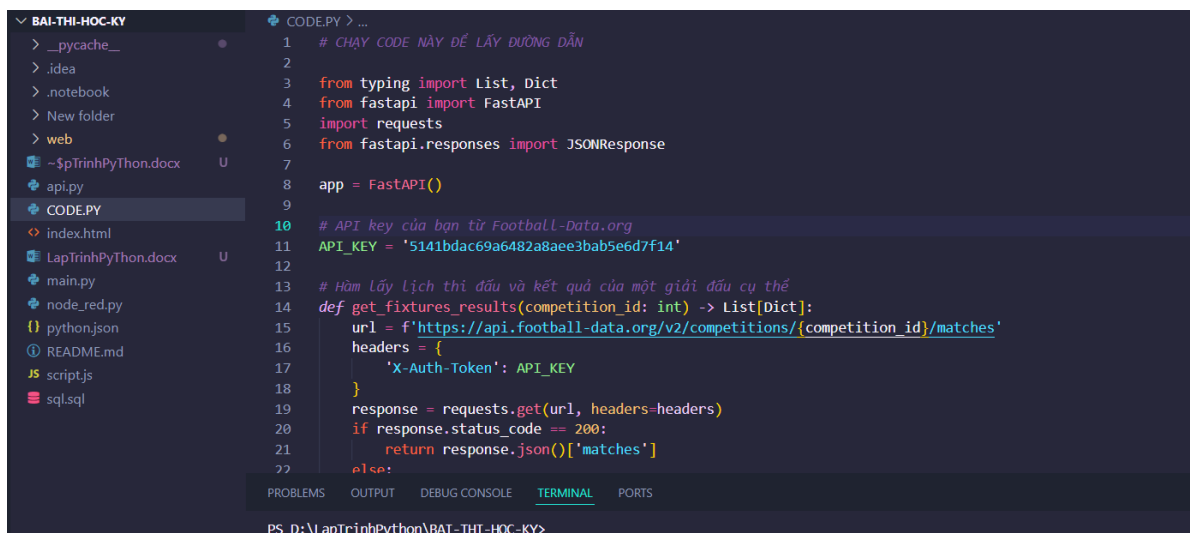 BAI-THI-HOC-KY
> __pycache__
> .idea
> .notebook
> New folder
> web
~$pTrinhPyThon.docx U
api.py
CODE.PY
index.html
LapTrinhPyThon.docx U
main.py
node_red.py
{} python.json
README.md
JS script.js
sql.sql
CODE.PY > ...
1 # CHẠY CODE NÀY ĐỂ LẤY ĐƯỜNG DẪN
2
3 from typing import List, Dict
4 from fastapi import FastAPI
5 import requests
6 from fastapi.responses import JSONResponse
7
8 app = FastAPI()
9
10 # API key của bạn từ Football-Data.org
11 API_KEY = '5141bdac69a6482a8aee3bab5e6d7f14'
12
13 # Hàm lấy lịch thi đấu và kết quả của một giải đấu cụ thể
14 def get_fixtures_results(competition_id: int) -> List[Dict]:
15 url = f'https://api.football-data.org/v2/competitions/{competition_id}/matches'
16 headers = {
17 'X-Auth-Token': API_KEY
18 }
19 response = requests.get(url, headers=headers)
20 if response.status_code == 200:
21 return response.json()['matches']
22 else:
PROBLEMS OUTPUT DEBUG CONSOLE TERMINAL PORTS
PS D:\LapTrinhPython\BAI-THI-HOC-KY>